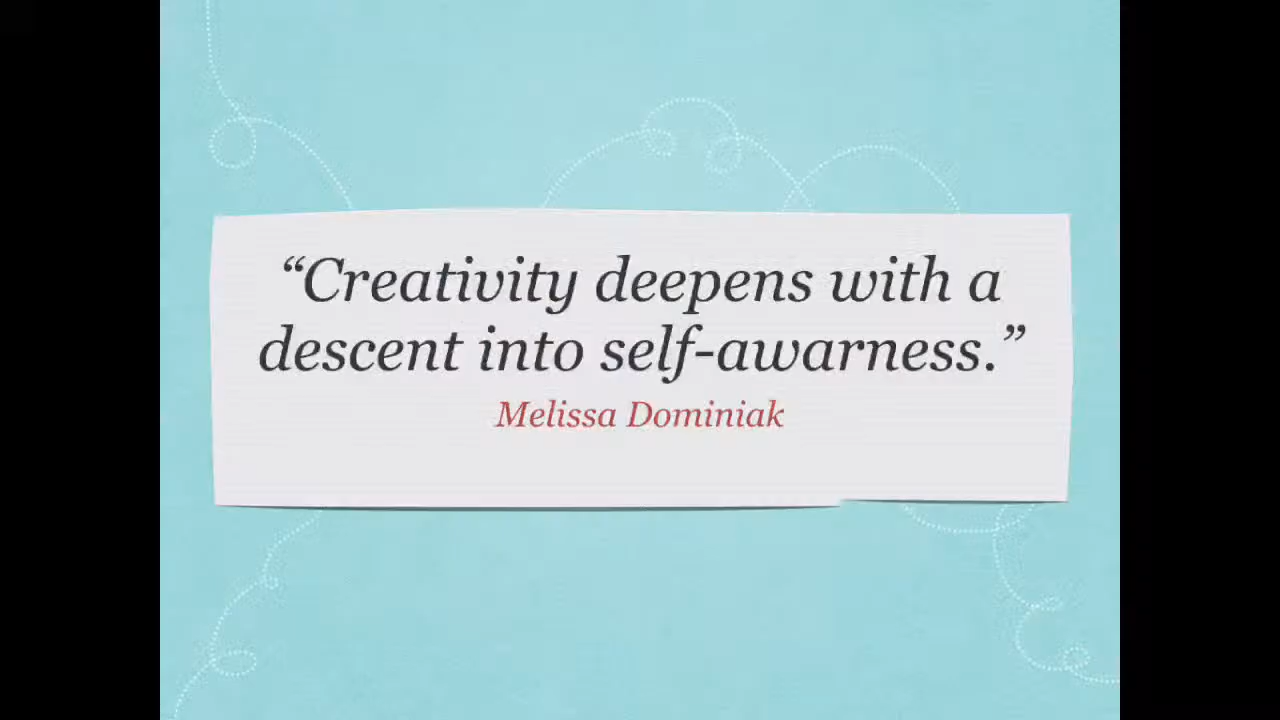 “Creativity deepens with a
descent into self-awarness.”
Melissa Dominiak